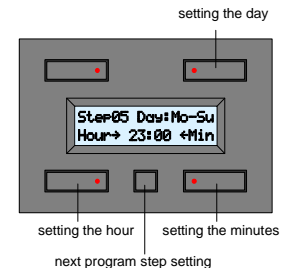 setting the day
Step05 Day:Mo-Su
Hour→ 23:00 ←Min
setting the hour
setting the minutes
next program step setting